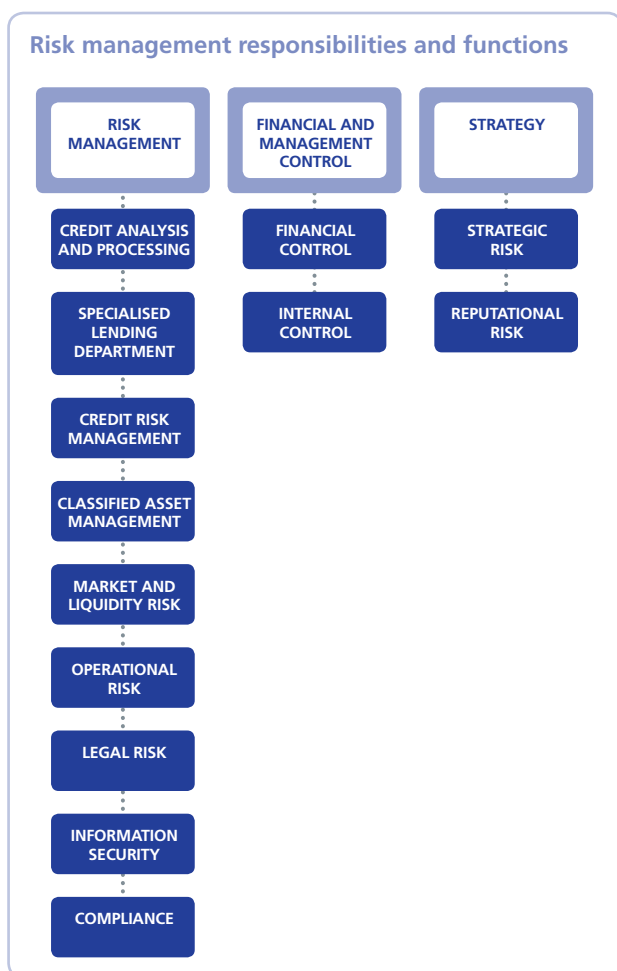 Risk management responsibilities and functions
RISK
MANAGEMENT
CREDIT ANALYSIS
AND PROCESSING
SPECIALISED
LENDING
DEPARTMENT
CREDIT RISK
MANAGEMENT
CLASSIFIED ASSET
MANAGEMENT
MARKET AND
LIQUIDITY RISK
OPERATIONAL
RISK
LEGAL RISK
INFORMATION
SECURITY
COMPLIANCE
FINANCIAL AND
MANAGEMENT
CONTROL
FINANCIAL
CONTROL
INTERNAL
CONTROL
STRATEGY
STRATEGIC
RISK
REPUTATIONAL
RISK